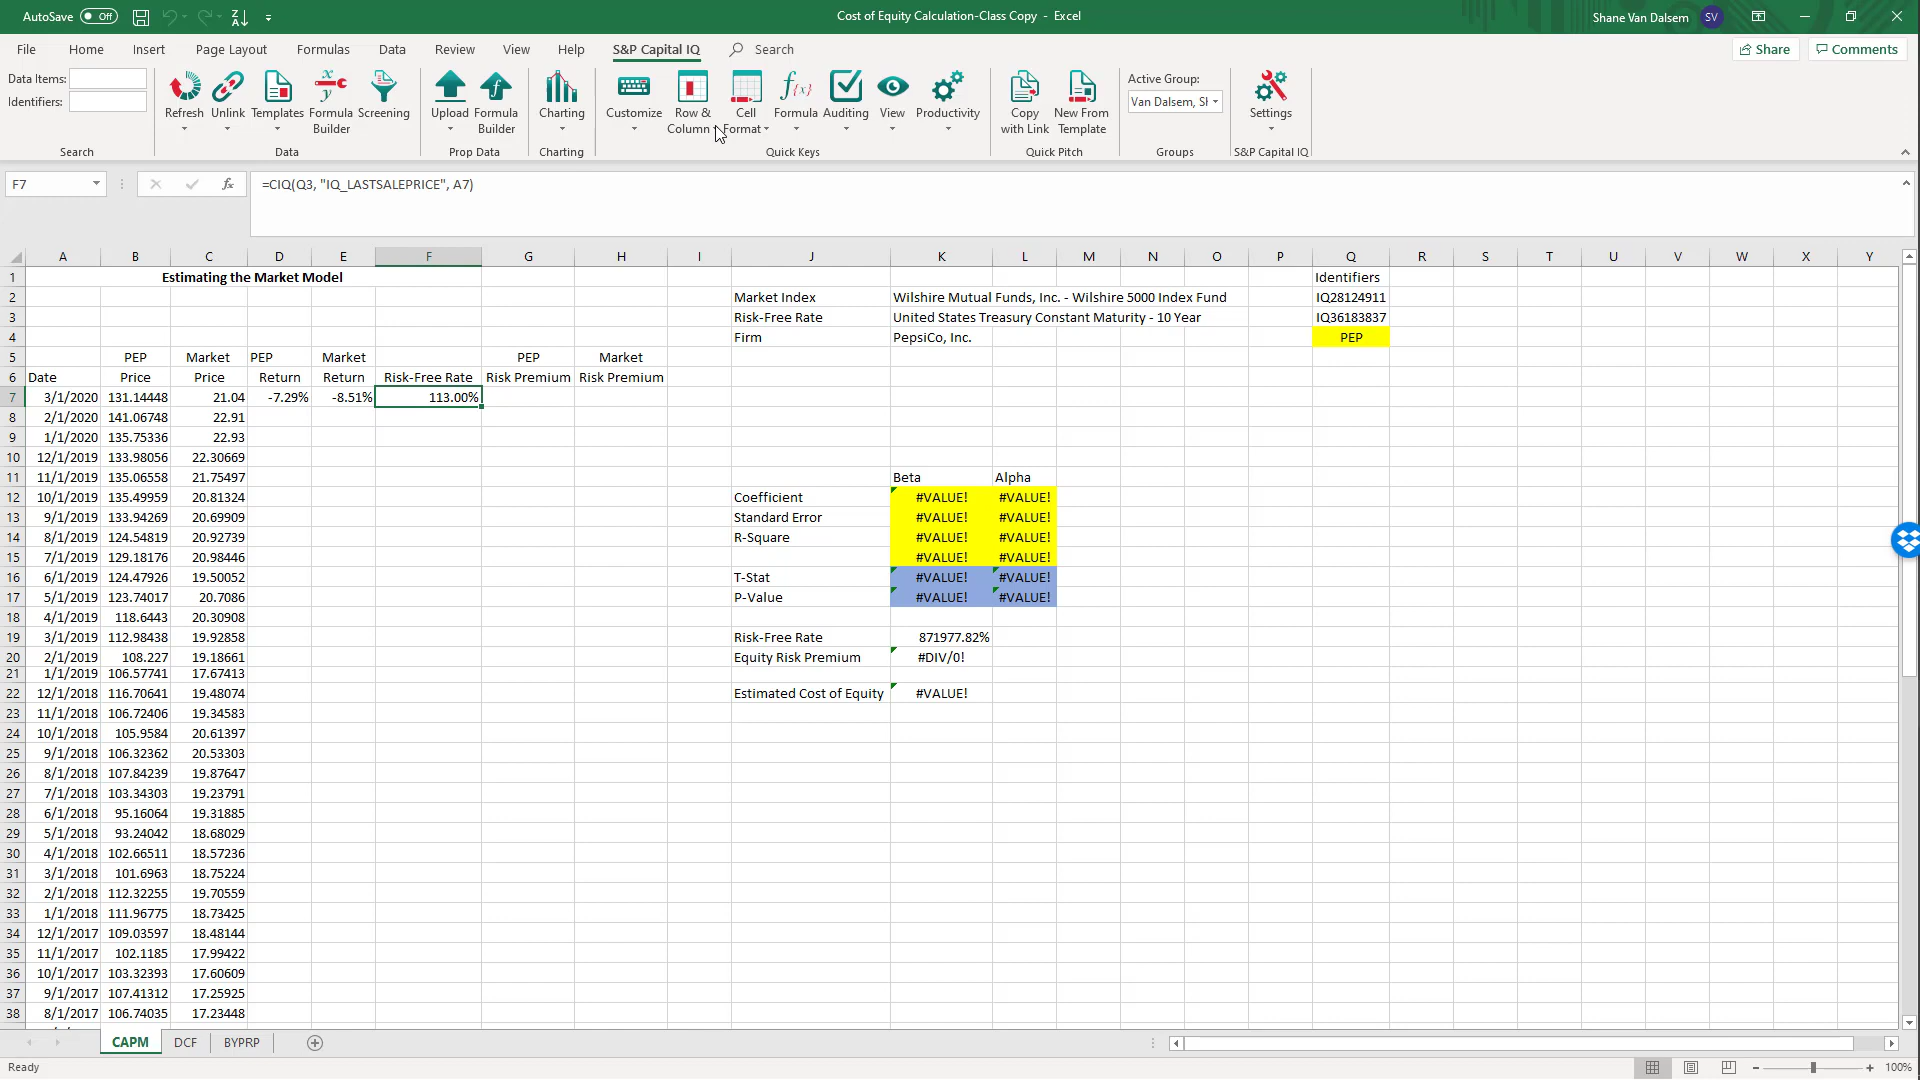 AutoSave Off
Cost of Equity Calculation-Class Copy - Excel
Shane Van Dalsem SV
File Home Insert Page Layout Formulas Data Review View Help S&P Capital IQ Search
Share Comments
Data Items:
Identifiers:
Search
Refresh Unlink Templates Formula Builder Screening
Data
Upload Formula Builder
Prop Data
Charting
Charting
Customize Row & Column Cell Format Formula Auditing View Productivity
Quick Keys
Copy with Link New From Template
Quick Pitch
Active Group:
Van Dalsem, S
Groups
Settings
S&P Capital IQ
F7 fx =CIQ(Q3, "IQ_LASTSALEPRICE", A7)
A B C D E F G H I J K L M N O P Q R S T U V W X Y
1 Estimating the Market Model Identifiers
2 Market Index Wilshire Mutual Funds, Inc. - Wilshire 5000 Index Fund IQ28124911
3 Risk-Free Rate United States Treasury Constant Maturity - 10 Year IQ36183837
4 Firm PepsiCo, Inc. PEP
5 PEP Market PEP Market PEP Market
6 Date Price Price Return Return Risk-Free Rate Risk Premium Risk Premium
7 3/1/2020 131.14448 21.04 -7.29% -8.51% 113.00%
8 2/1/2020 141.06748 22.91
9 1/1/2020 135.75336 22.93
10 12/1/2019 133.98056 22.30669
11 11/1/2019 135.06558 21.75497 Beta Alpha
12 10/1/2019 135.49959 20.81324 Coefficient #VALUE! #VALUE!
13 9/1/2019 133.94269 20.69909 Standard Error #VALUE! #VALUE!
14 8/1/2019 124.54819 20.92739 R-Square #VALUE! #VALUE!
15 7/1/2019 129.18176 20.98446 #VALUE! #VALUE!
16 6/1/2019 124.47926 19.50052 T-Stat #VALUE! #VALUE!
17 5/1/2019 123.74017 20.7086 P-Value #VALUE! #VALUE!
18 4/1/2019 118.6443 20.30908
19 3/1/2019 112.98438 19.92858 Risk-Free Rate 871977.82%
20 2/1/2019 108.227 19.18661 Equity Risk Premium #DIV/0!
21 1/1/2019 106.57741 17.67413
22 12/1/2018 116.70641 19.48074 Estimated Cost of Equity #VALUE!
23 11/1/2018 106.72406 19.34583
24 10/1/2018 105.9584 20.61397
25 9/1/2018 106.32362 20.53303
26 8/1/2018 107.84239 19.87647
27 7/1/2018 103.34303 19.23791
28 6/1/2018 95.16064 19.31885
29 5/1/2018 93.24042 18.68029
30 4/1/2018 102.66511 18.57236
31 3/1/2018 101.6963 18.75224
32 2/1/2018 112.32255 19.70559
33 1/1/2018 111.96775 18.73425
34 12/1/2017 109.03597 18.48144
35 11/1/2017 102.1185 17.99422
36 10/1/2017 103.32393 17.60609
37 9/1/2017 107.41312 17.25925
38 8/1/2017 106.74035 17.23448
CAPM DCF BYPRP
Ready 100%